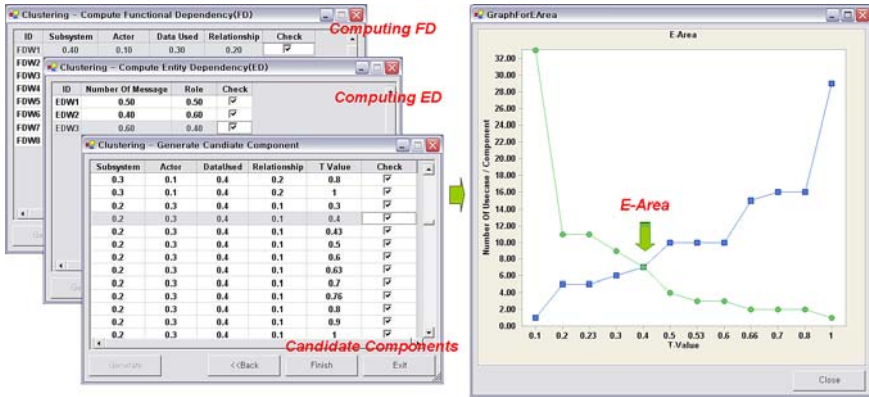 Clustering - Compute Functional Dependency(FD)
Computing FD
ID Subsystem Actor Data Used Relationship Check
FDW1 0.40 0.10 0.30 0.20
FDW2
FDW3
FDW4
FDW5
FDW6
FDW7
FDW8
Clustering - Compute Entity Dependency(ED)
Computing ED
ID Number Of Message Role Check
EDW1 0.50 0.50
EDW2 0.40 0.60
EDW3 0.60 0.40
Clustering - Generate Candiate Component
Subsystem Actor DataUsed Relationship T Value Check
0.3 0.1 0.4 0.2 0.8
0.3 0.1 0.4 0.2 1
0.2 0.3 0.4 0.1 0.3
0.2 0.3 0.4 0.1 0.4
0.2 0.3 0.4 0.1 0.43
0.2 0.3 0.4 0.1 0.5
0.2 0.3 0.4 0.1 0.6
0.2 0.3 0.4 0.1 0.63
0.2 0.3 0.4 0.1 0.7
0.2 0.3 0.4 0.1 0.76
0.2 0.3 0.4 0.1 0.8
0.2 0.3 0.4 0.1 0.9
0.2 0.3 0.4 0.1 1
Candidate Components
Generate <<Back Finish Exit
GraphForEArea
E-Area
Number Of Usecase / Component
32.00
30.00
28.00
26.00
24.00
22.00
20.00
18.00
16.00
14.00
12.00
10.00
8.00
6.00
4.00
2.00
0.00
E-Area
0.1 0.2 0.23 0.3 0.4 0.5 0.53 0.6 0.66 0.7 0.8 1
T.Value
Close